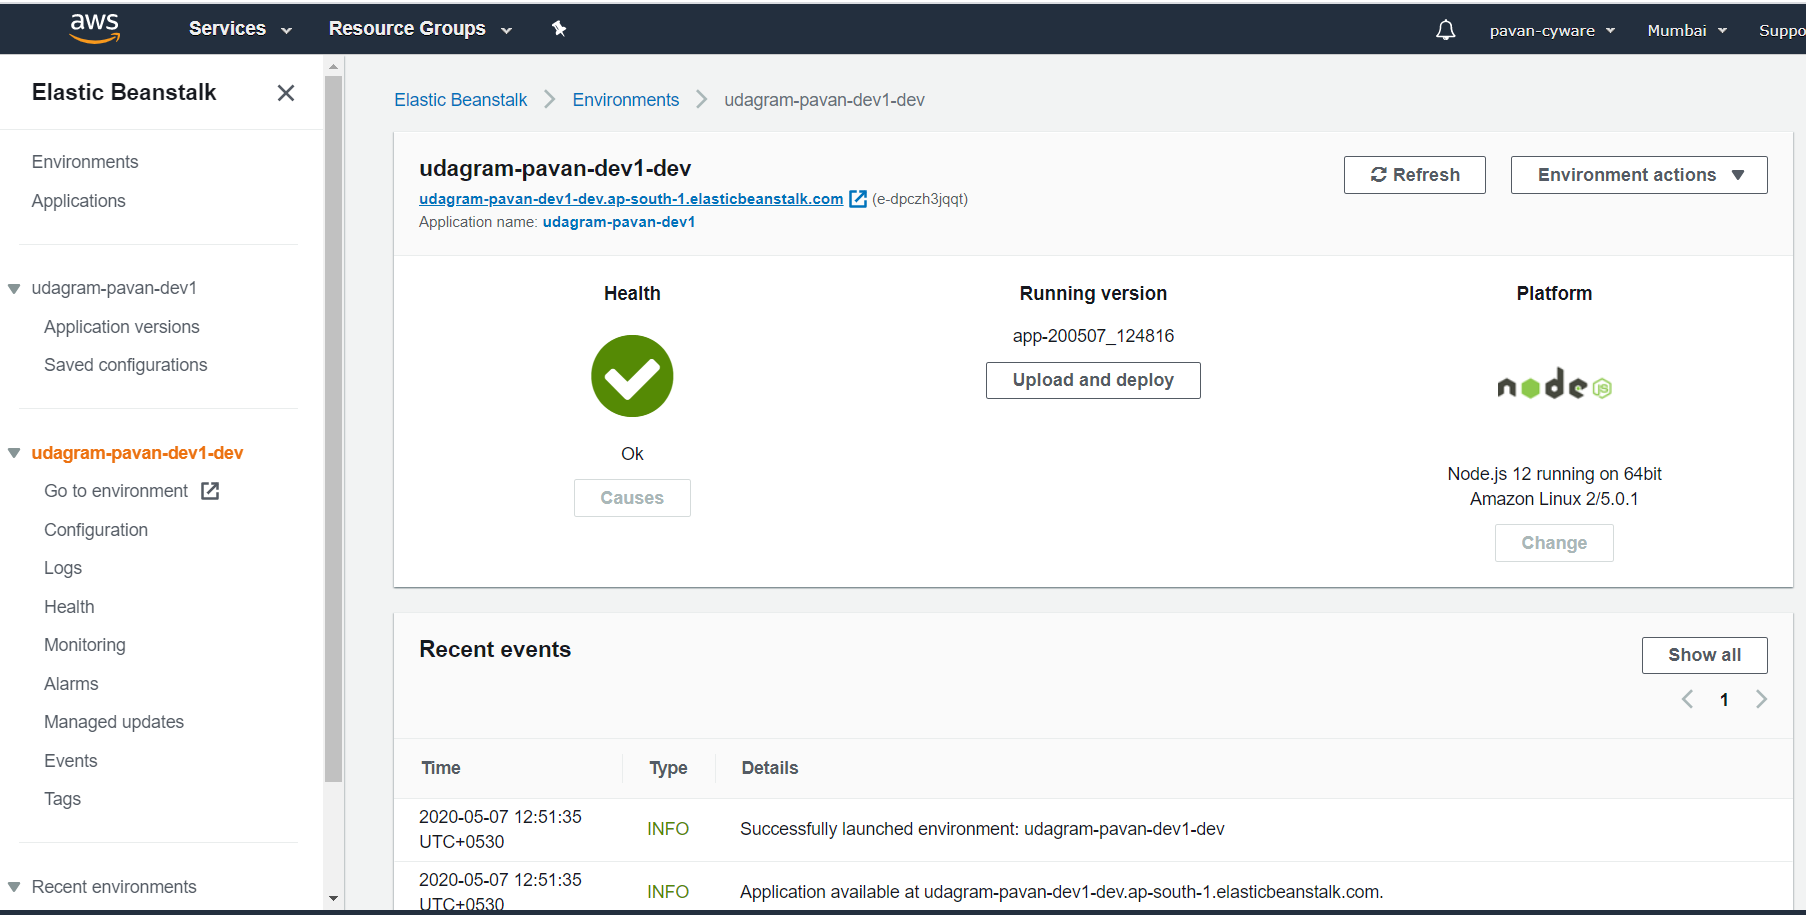 aws
Services
Resource Groups
pavan-cyware
Mumbai
Suppo
Elastic Beanstalk
Environments
Applications
udagram-pavan-dev1
Application versions
Saved configurations
udagram-pavan-dev1-dev
Go to environment
Configuration
Logs
Health
Monitoring
Alarms
Managed updates
Events
Tags
Recent environments
Elastic Beanstalk > Environments > udagram-pavan-dev1-dev
udagram-pavan-dev1-dev
udagram-pavan-dev1-dev.ap-south-1.elasticbeanstalk.com (e-dpczh3jqqt)
Application name: udagram-pavan-dev1
Refresh
Environment actions
Health
Ok
Causes
Running version
app-200507_124816
Upload and deploy
Platform
node JS
Node.js 12 running on 64bit
Amazon Linux 2/5.0.1
Change
Recent events
Show all
1
Time Type Details
2020-05-07 12:51:35
UTC+0530
INFO
Successfully launched environment: udagram-pavan-dev1-dev
2020-05-07 12:51:35
UTC+0530
INFO
Application available at udagram-pavan-dev1-dev.ap-south-1.elasticbeanstalk.com.